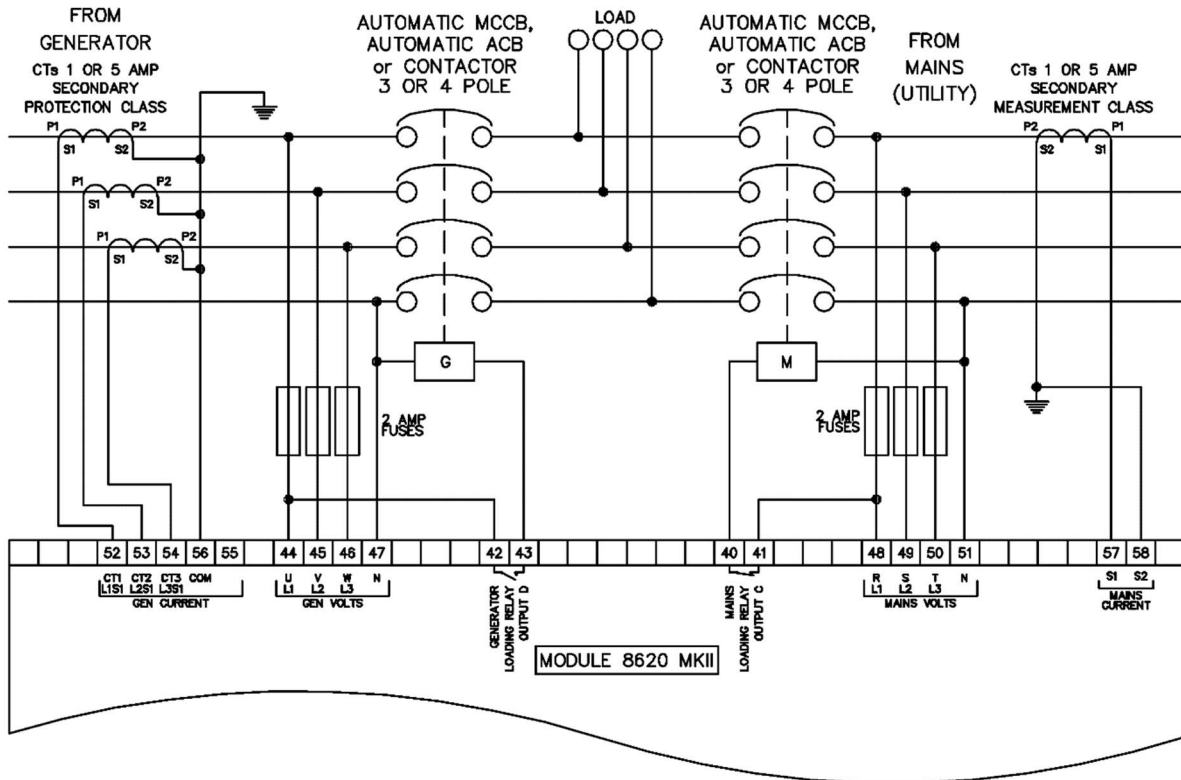 FROM
GENERATOR
CTs 1 OR 5 AMP
SECONDARY
PROTECTION CLASS
AUTOMATIC MCCB,
AUTOMATIC ACB
or CONTACTOR
3 OR 4 POLE
LOAD
AUTOMATIC MCCB,
AUTOMATIC ACB
or CONTACTOR
3 OR 4 POLE
FROM
MAINS
(UTILITY)
CTs 1 OR 5 AMP
SECONDARY
MEASUREMENT CLASS
P1 P2
S1 S2
P2 P1
S2 S1
P1 P2
S1 S2
P1 P2
S1 S2
G
M
2 AMP
FUSES
2 AMP
FUSES
52 53 54 56 55 44 45 46 47 42 43 40 41 48 49 50 51 57 58
CT1 CT2 CT3 COM
L1S1 L2S1 L3S1
GEN CURRENT
U V W N
L1 L2 L3
GEN VOLTS
GENERATOR
LOADING RELAY
OUTPUT D
MAINS
LOADING RELAY
OUTPUT C
R S T N
L1 L2 L3
MAINS VOLTS
S1 S2
MAINS
CURRENT
MODULE 8620 MKII